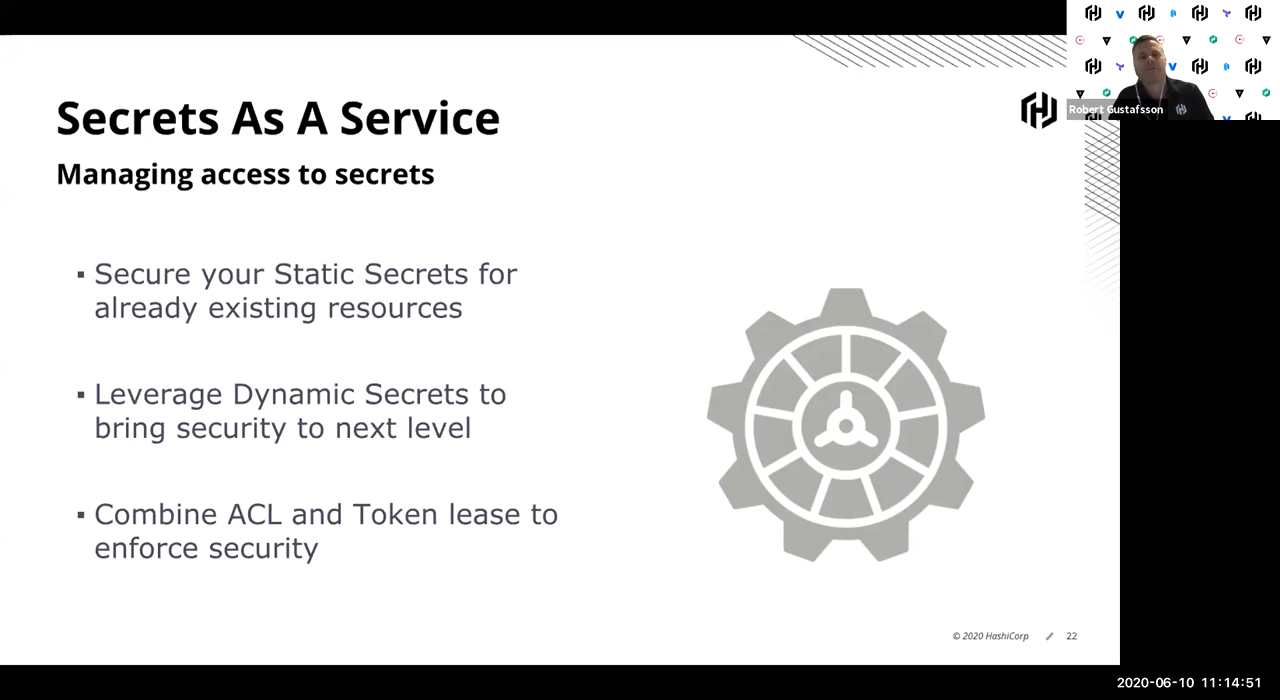 Secrets As A Service
Managing access to secrets
▪ Secure your Static Secrets for
already existing resources
▪ Leverage Dynamic Secrets to
bring security to next level
▪ Combine ACL and Token lease to
enforce security
© 2020 HashiCorp / 22
Robert Gustafsson
2020-06-10 11:14:51